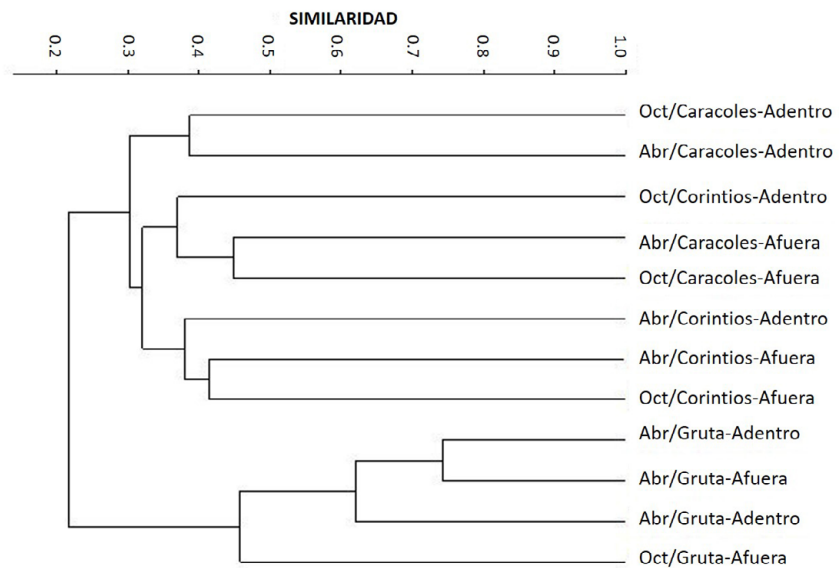 SIMILARIDAD
0.2 0.3 0.4 0.5 0.6 0.7 0.8 0.9 1.0
Oct/Caracoles-Adentro
Abr/Caracoles-Adentro
Oct/Corintios-Adentro
Abr/Caracoles-Afuera
Oct/Caracoles-Afuera
Abr/Corintios-Adentro
Abr/Corintios-Afuera
Oct/Corintios-Afuera
Abr/Gruta-Adentro
Abr/Gruta-Afuera
Abr/Gruta-Adentro
Oct/Gruta-Afuera